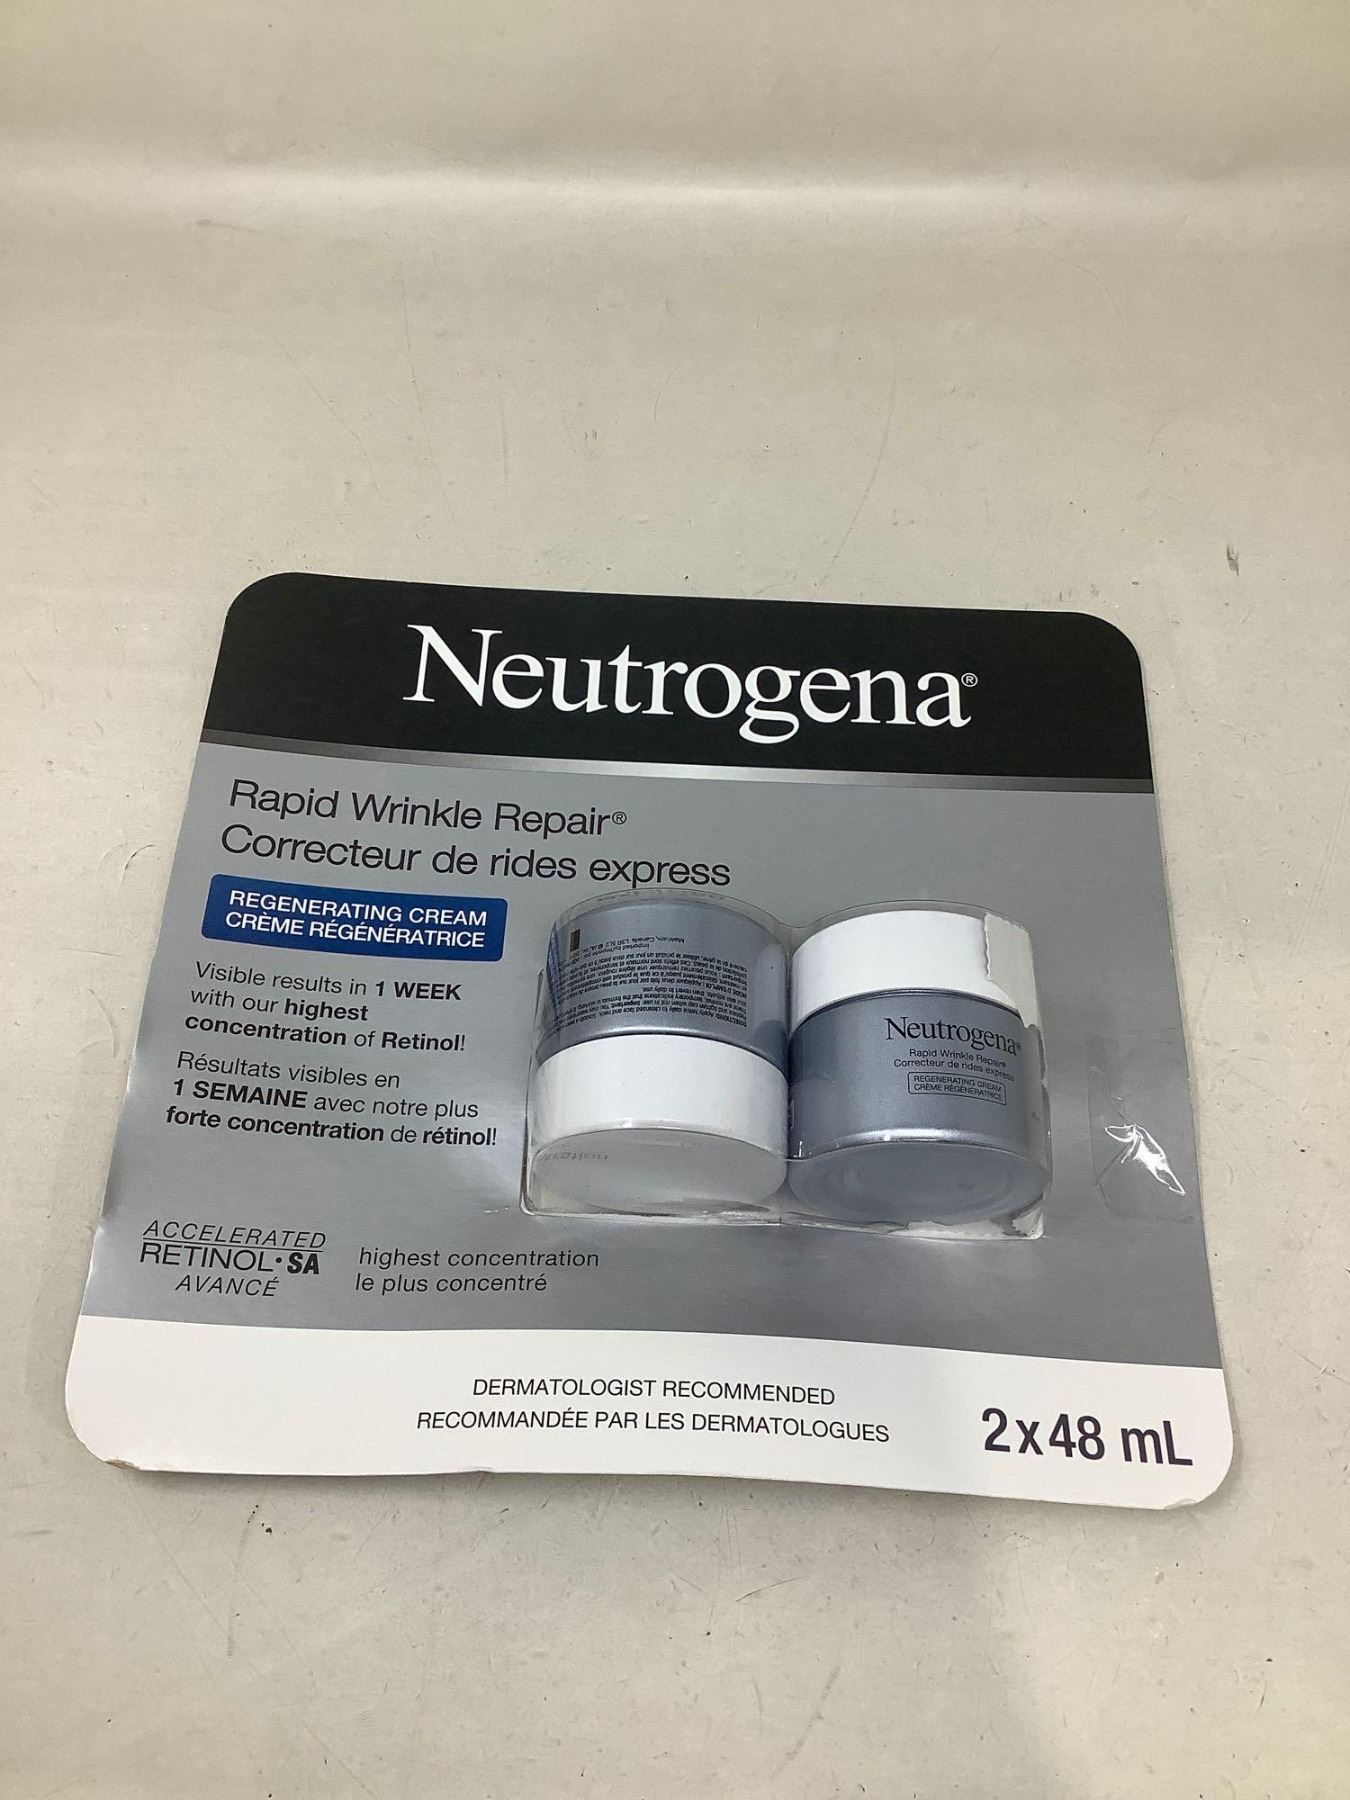 Neutrogena®
Rapid Wrinkle Repair®
Correcteur de rides express
REGENERATING CREAM
CRÈME RÉGÉNÉRATRICE
Visible results in 1 WEEK
with our highest
concentration of Retinol!
Résultats visibles en
1 SEMAINE avec notre plus
forte concentration de rétinol!
ACCELERATED
RETINOL•SA
AVANCÉ
highest concentration
le plus concentré
Neutrogena®
Rapid Wrinkle Repair®
Correcteur de rides express
REGENERATING CREAM
CRÈME RÉGÉNÉRATRICE
DERMATOLOGIST RECOMMENDED
RECOMMANDÉE PAR LES DERMATOLOGUES
2x48 mL